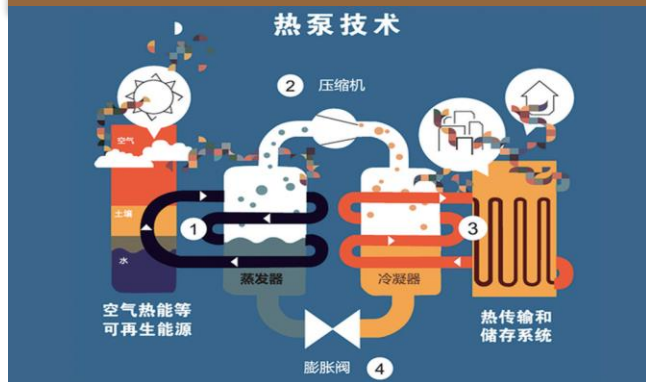 热泵技术
2 压缩机
空气
土壤
水
1
3
蒸发器
冷凝器
空气热能等
可再生能源
热传输和
储存系统
膨胀阀 4